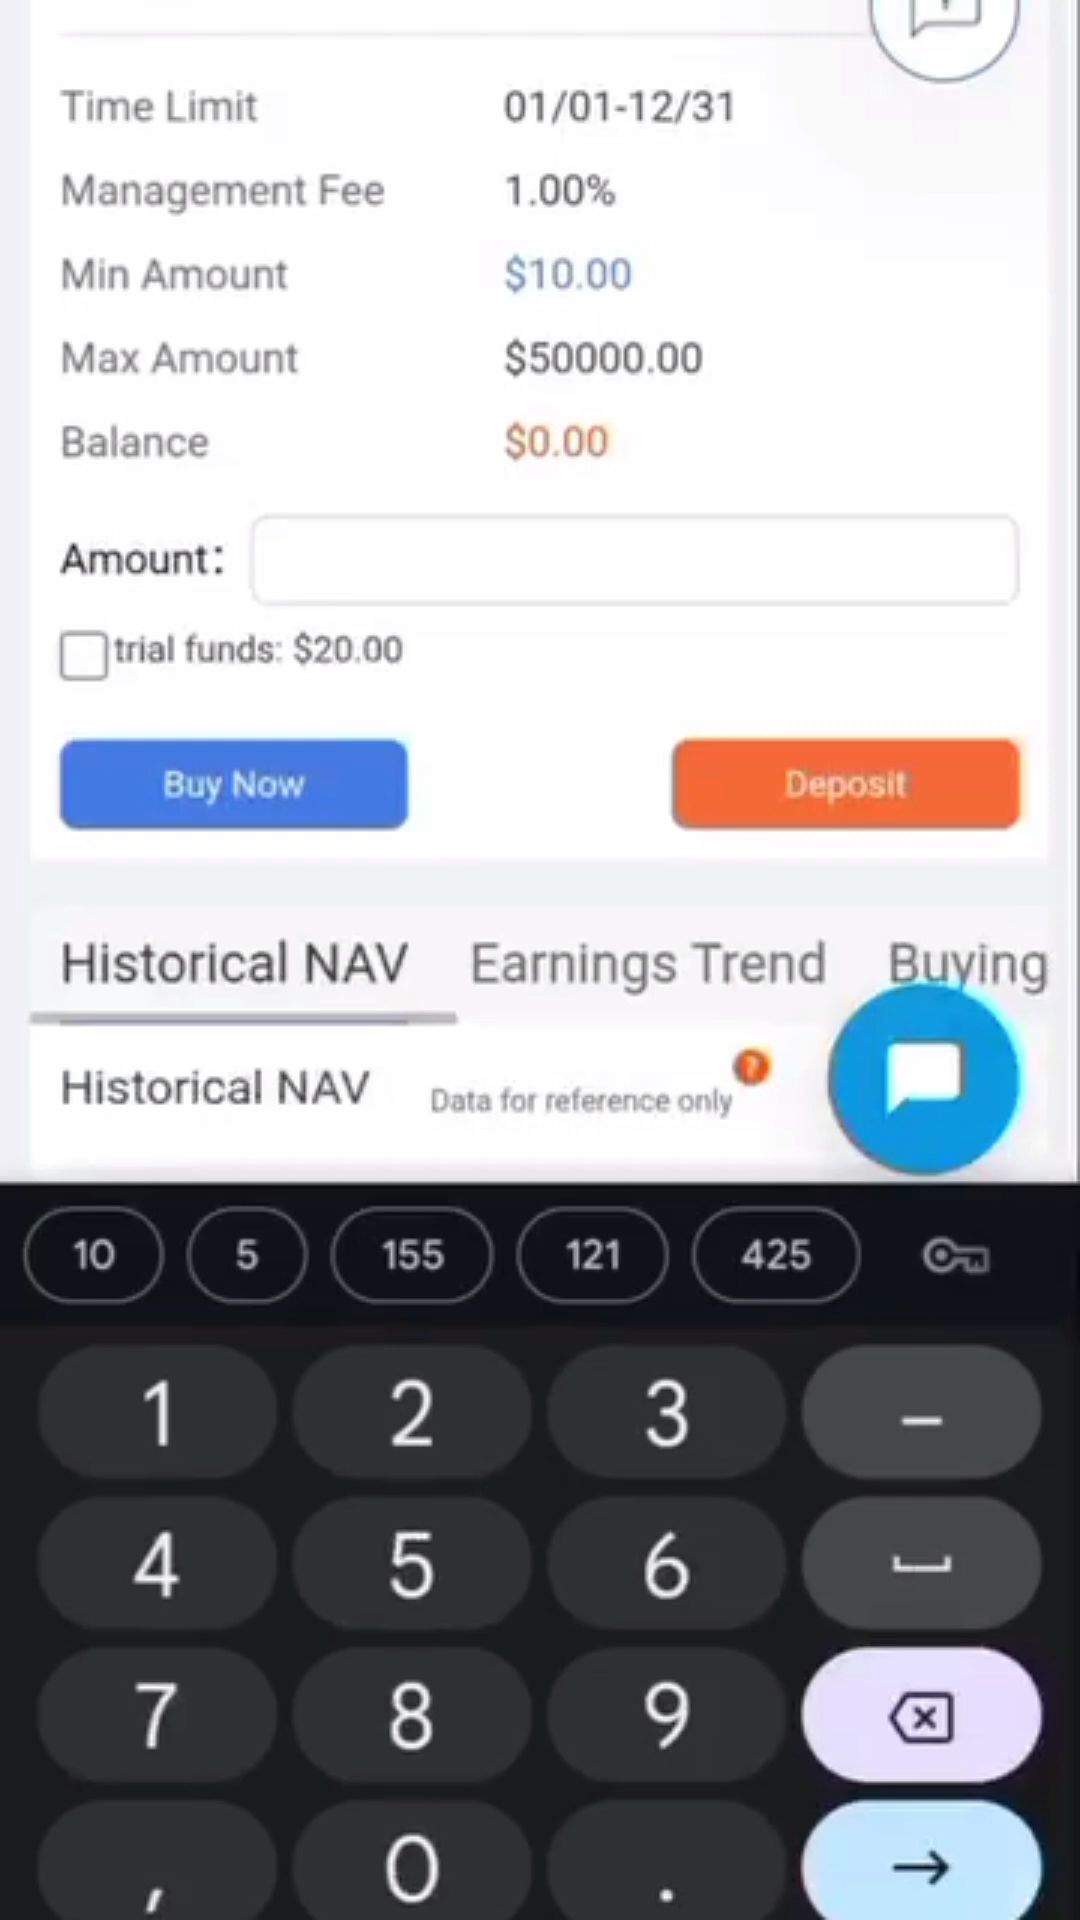 Time Limit 01/01-12/31
Management Fee 1.00%
Min Amount $10.00
Max Amount $50000.00
Balance $0.00
Amount:
trial funds: $20.00
Buy Now Deposit
Historical NAV Earnings Trend Buying
Historical NAV Data for reference only ?
10 5 155 121 425
1 2 3 –
4 5 6
7 8 9
, 0 .